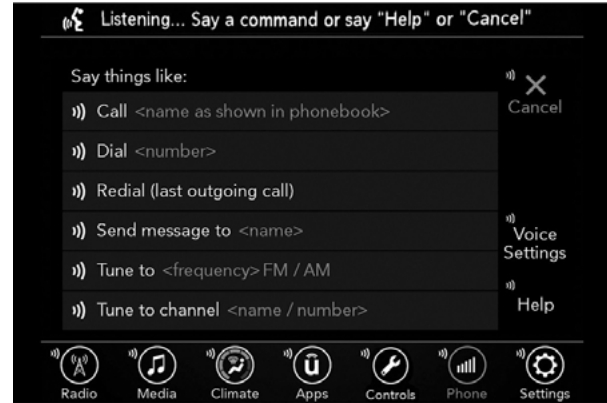 Listening... Say a command or say "Help" or "Cancel"
Say things like:
Call <name as shown in phonebook>
Dial <number>
Redial (last outgoing call)
Send message to <name>
Tune to <frequency> FM / AM
Tune to channel <name / number>
Cancel
Voice
Settings
Help
Radio Media Climate Apps Controls Phone Settings